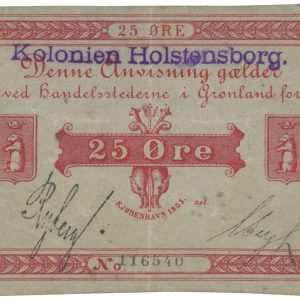 25 ØRE
Kolonien Holstensborg.
Denne Anvisning gælder
ved Handelsstederne i Grønland for
25 Øre
KJØBENHAVN 1905.
No. 116540